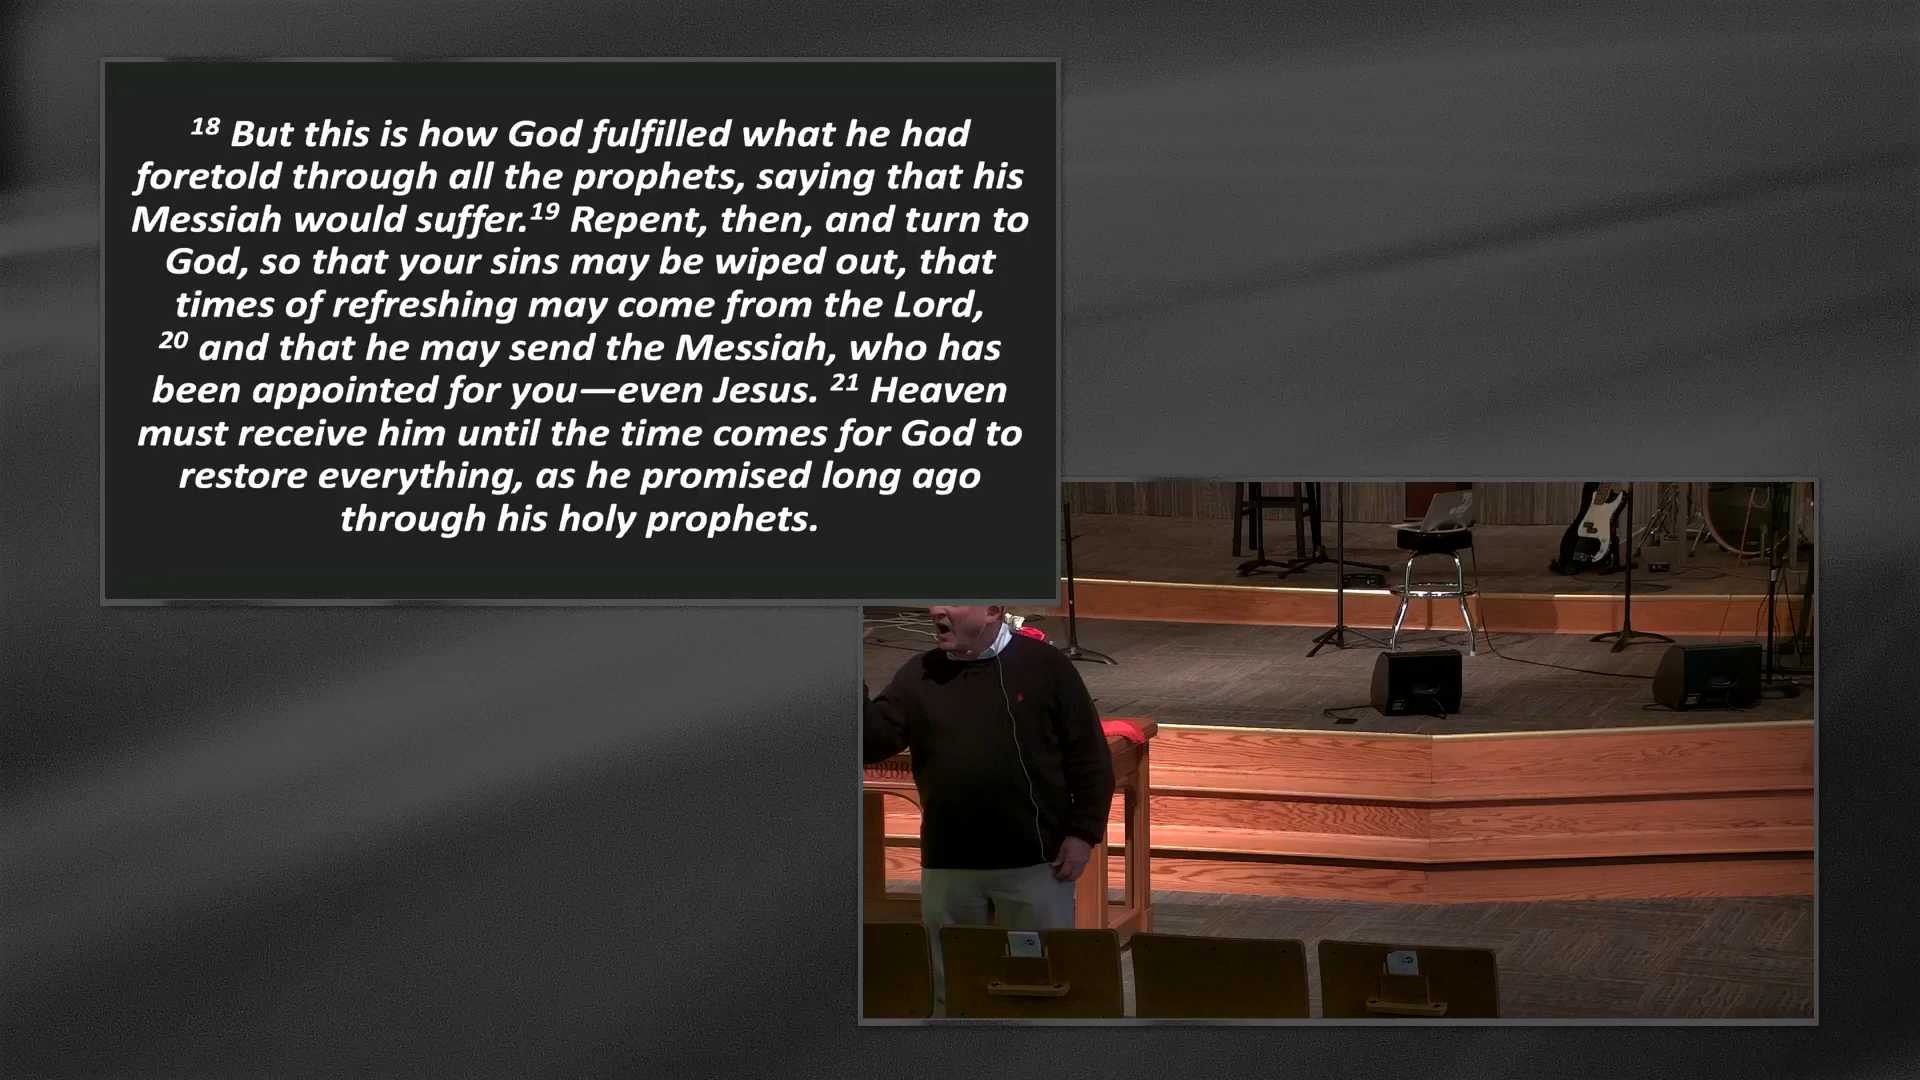 18 But this is how God fulfilled what he had
foretold through all the prophets, saying that his
Messiah would suffer.19 Repent, then, and turn to
God, so that your sins may be wiped out, that
times of refreshing may come from the Lord,
20 and that he may send the Messiah, who has
been appointed for you—even Jesus. 21 Heaven
must receive him until the time comes for God to
restore everything, as he promised long ago
through his holy prophets.